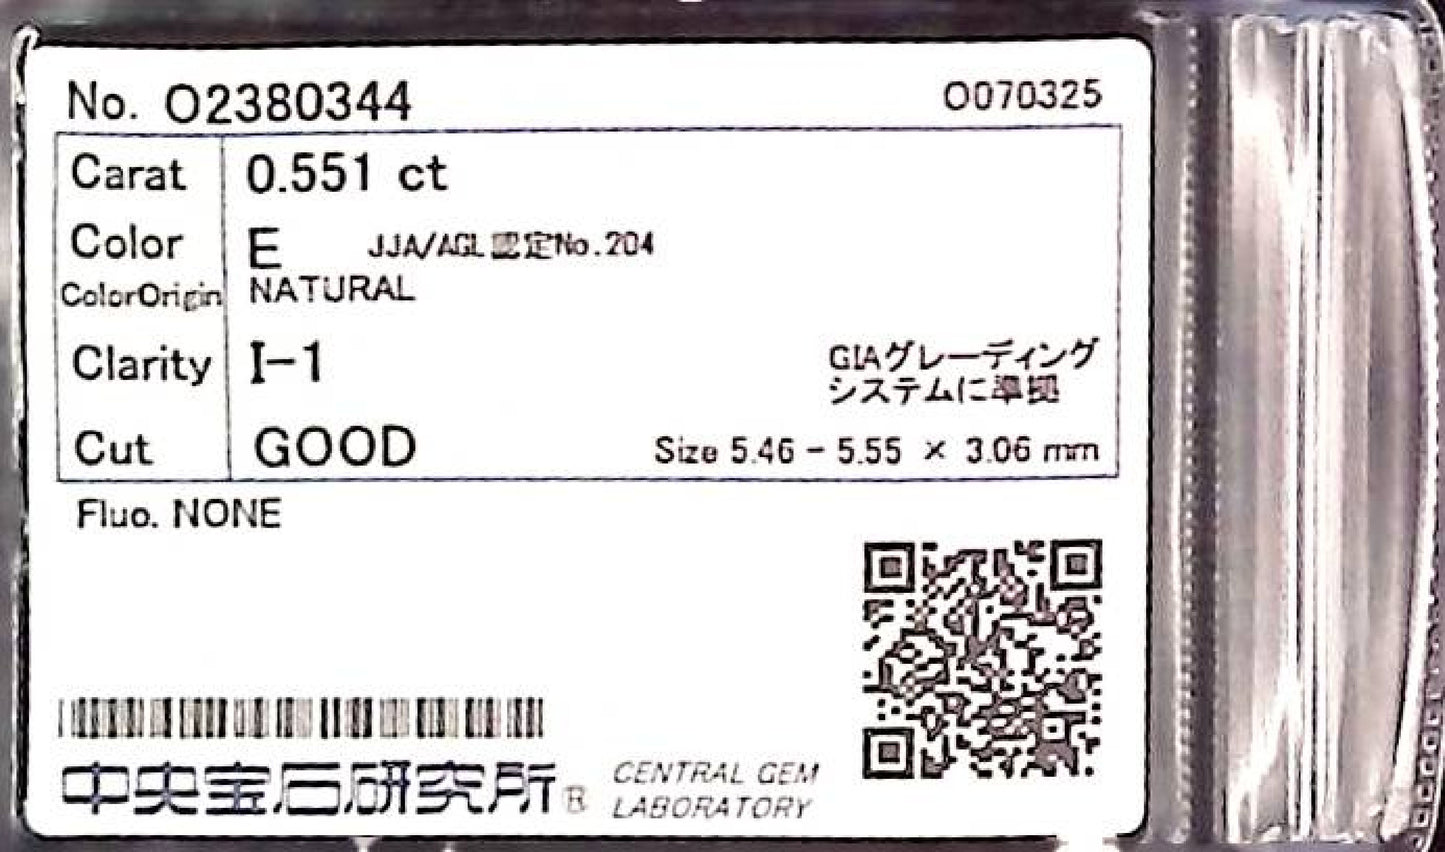 No. O2380344 O070325
Carat 0.551 ct
Color E JJA/AGL 認定No.204
ColorOrigin NATURAL
Clarity I-1 GIAグレーディング
システムに準拠
Cut GOOD Size 5.46 - 5.55 × 3.06 mm
Fluo. NONE
中央宝石研究所® CENTRAL GEM
LABORATORY